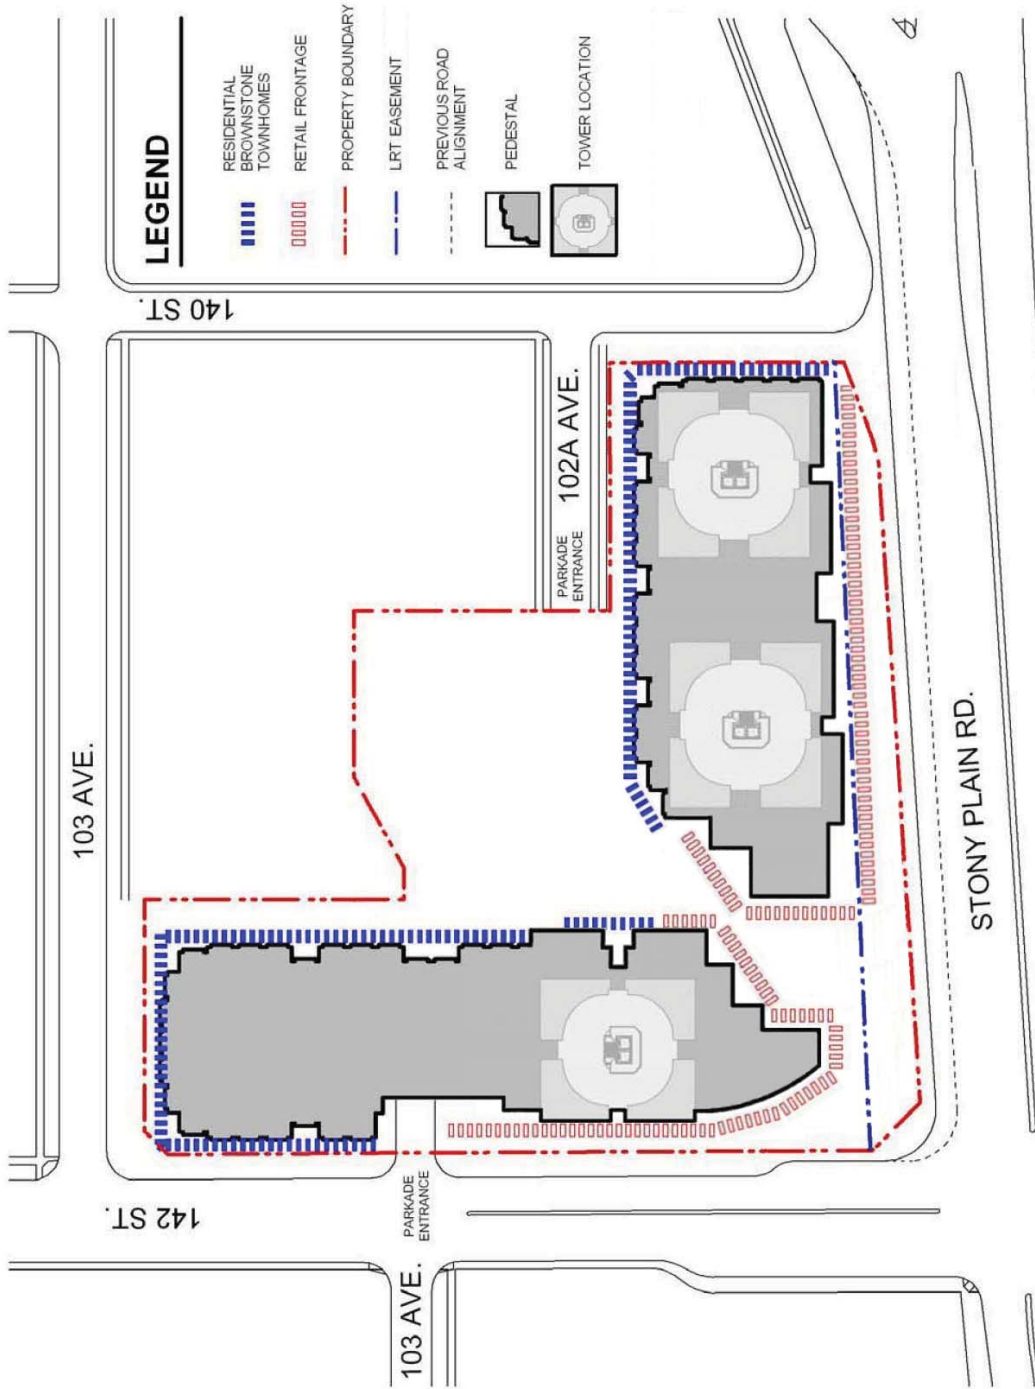 LEGEND
RESIDENTIAL
BROWNSTONE
TOWNHOMES
RETAIL FRONTAGE
PROPERTY BOUNDARY
LRT EASEMENT
PREVIOUS ROAD
ALIGNMENT
PEDESTAL
TOWER LOCATION
103 AVE.
140 ST.
102A AVE.
PARKADE
ENTRANCE
142 ST.
PARKADE
ENTRANCE
103 AVE.
STONY PLAIN RD.